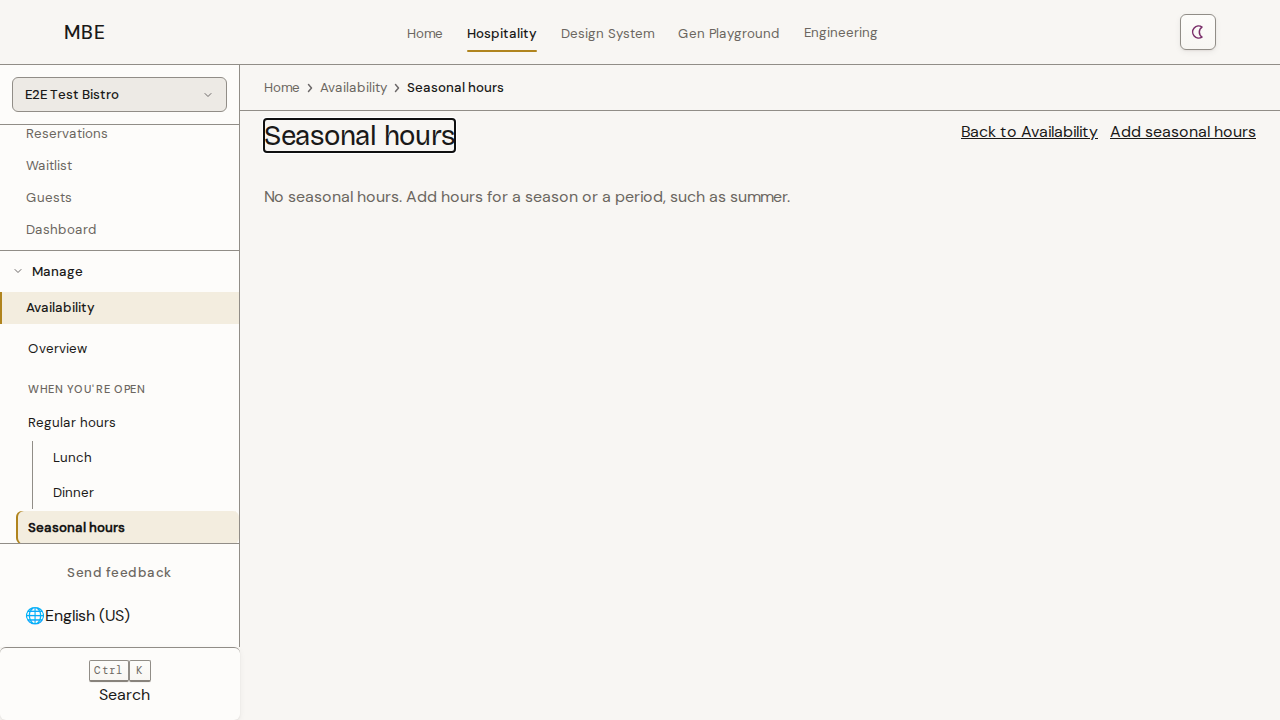 MBE
Home Hospitality Design System Gen Playground Engineering
E2E Test Bistro
Reservations
Waitlist
Guests
Dashboard
Manage
Availability
Overview
WHEN YOU'RE OPEN
Regular hours
Lunch
Dinner
Seasonal hours
Send feedback
English (US)
Ctrl K
Search
Home Availability Seasonal hours
Seasonal hours
Back to Availability Add seasonal hours
No seasonal hours. Add hours for a season or a period, such as summer.